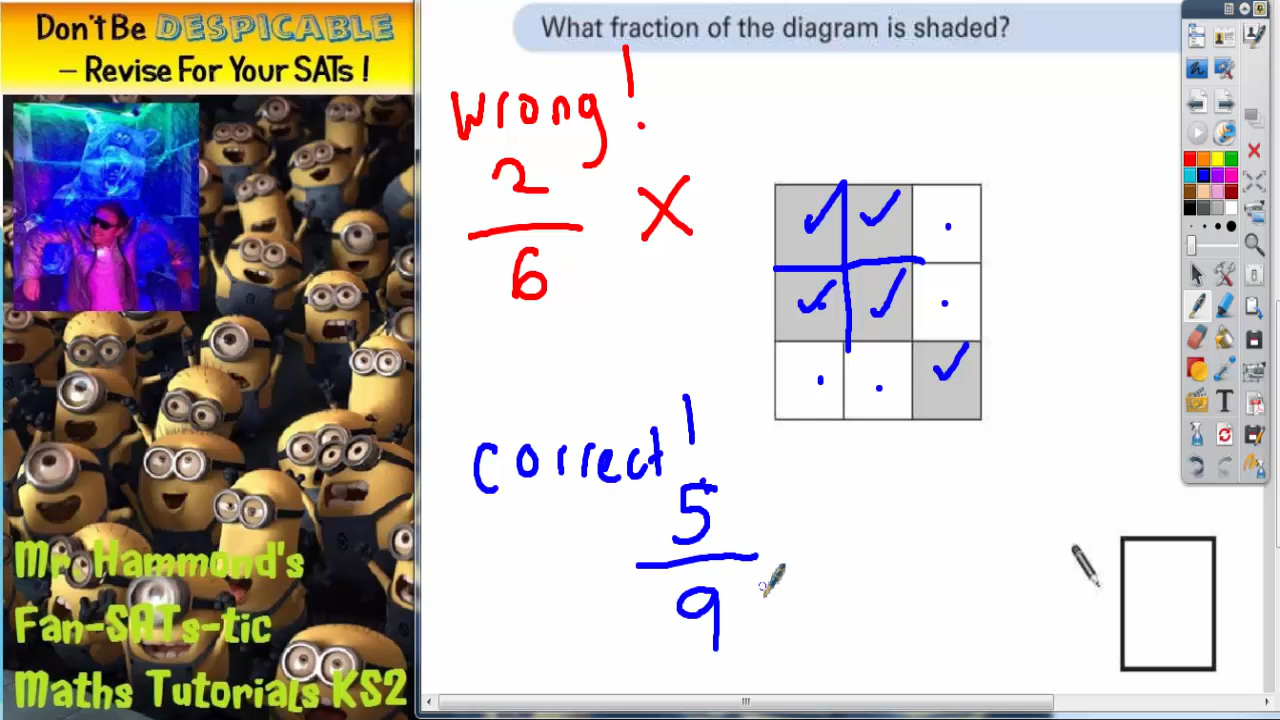 Don't Be DESPICABLE
– Revise For Your SATs !
What fraction of the diagram is shaded?
wrong!
2
6
correct!
5
9
Mr Hammond's
Fan-SATs-tic
Maths Tutorials KS2